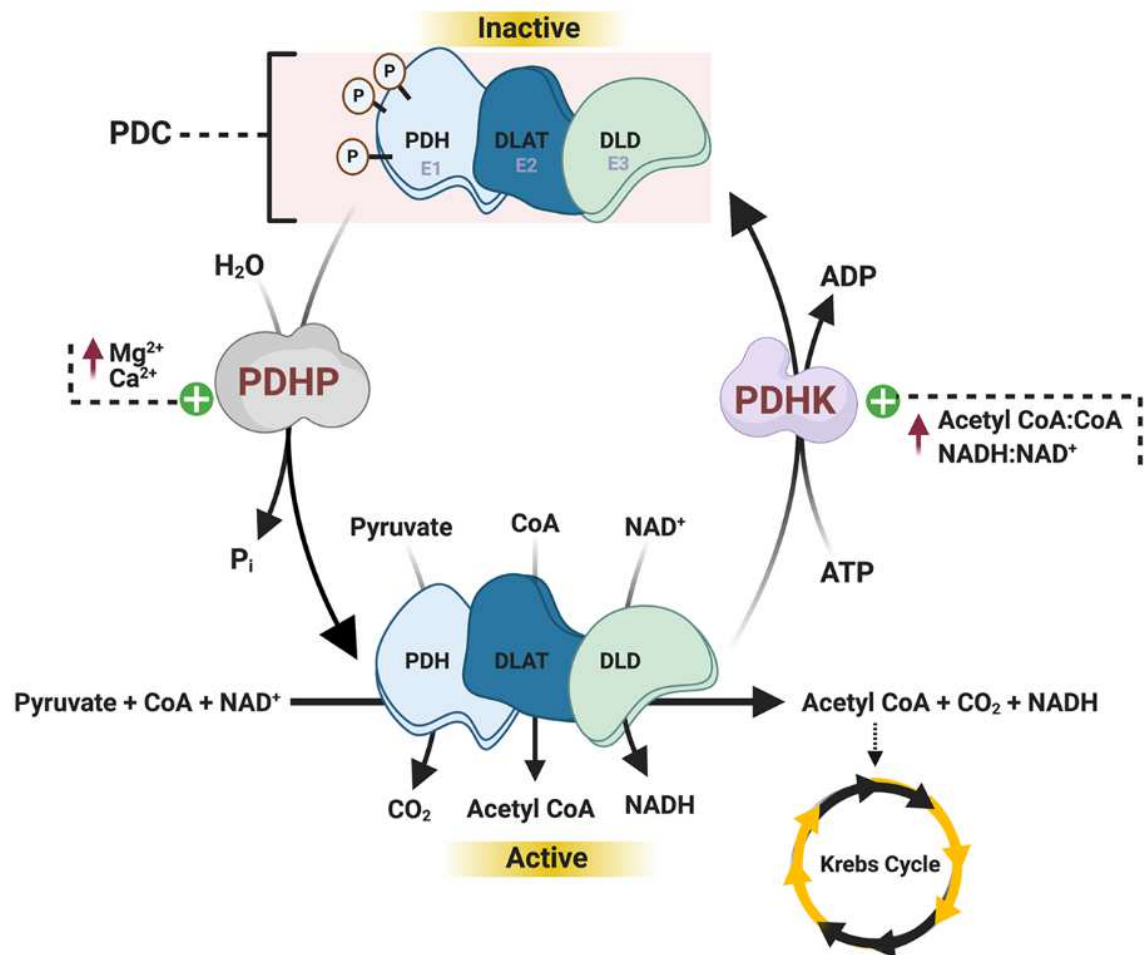 Inactive
P
P
P
PDC
PDH
DLAT
DLD
E1
E2
E3
H₂O
ADP
Mg²⁺
Ca²⁺
PDHP
PDHK
Acetyl CoA:CoA
NADH:NAD⁺
Pyruvate
CoA
NAD⁺
Pᵢ
ATP
PDH
DLAT
DLD
Pyruvate + CoA + NAD⁺
Acetyl CoA + CO₂ + NADH
CO₂
Acetyl CoA
NADH
Active
Krebs Cycle